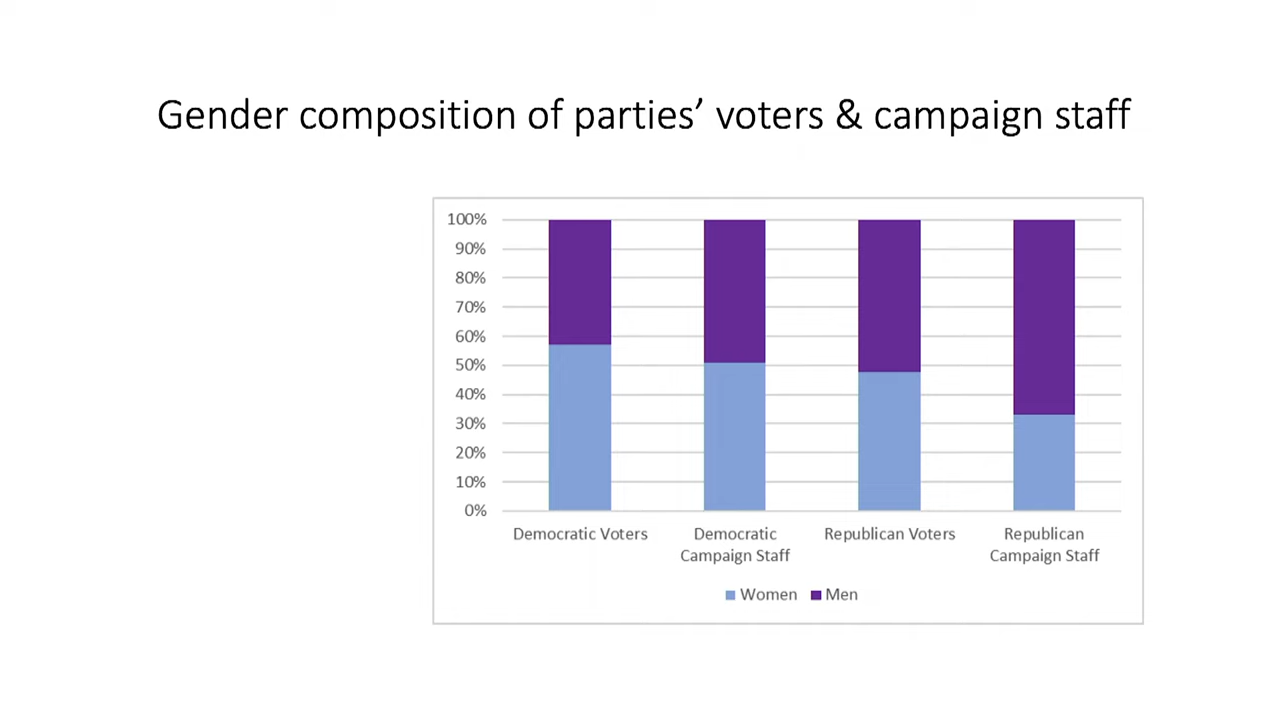 Gender composition of parties’ voters & campaign staff
100%
90%
80%
70%
60%
50%
40%
30%
20%
10%
0%
Democratic Voters
Democratic
Campaign Staff
Republican Voters
Republican
Campaign Staff
Women
Men